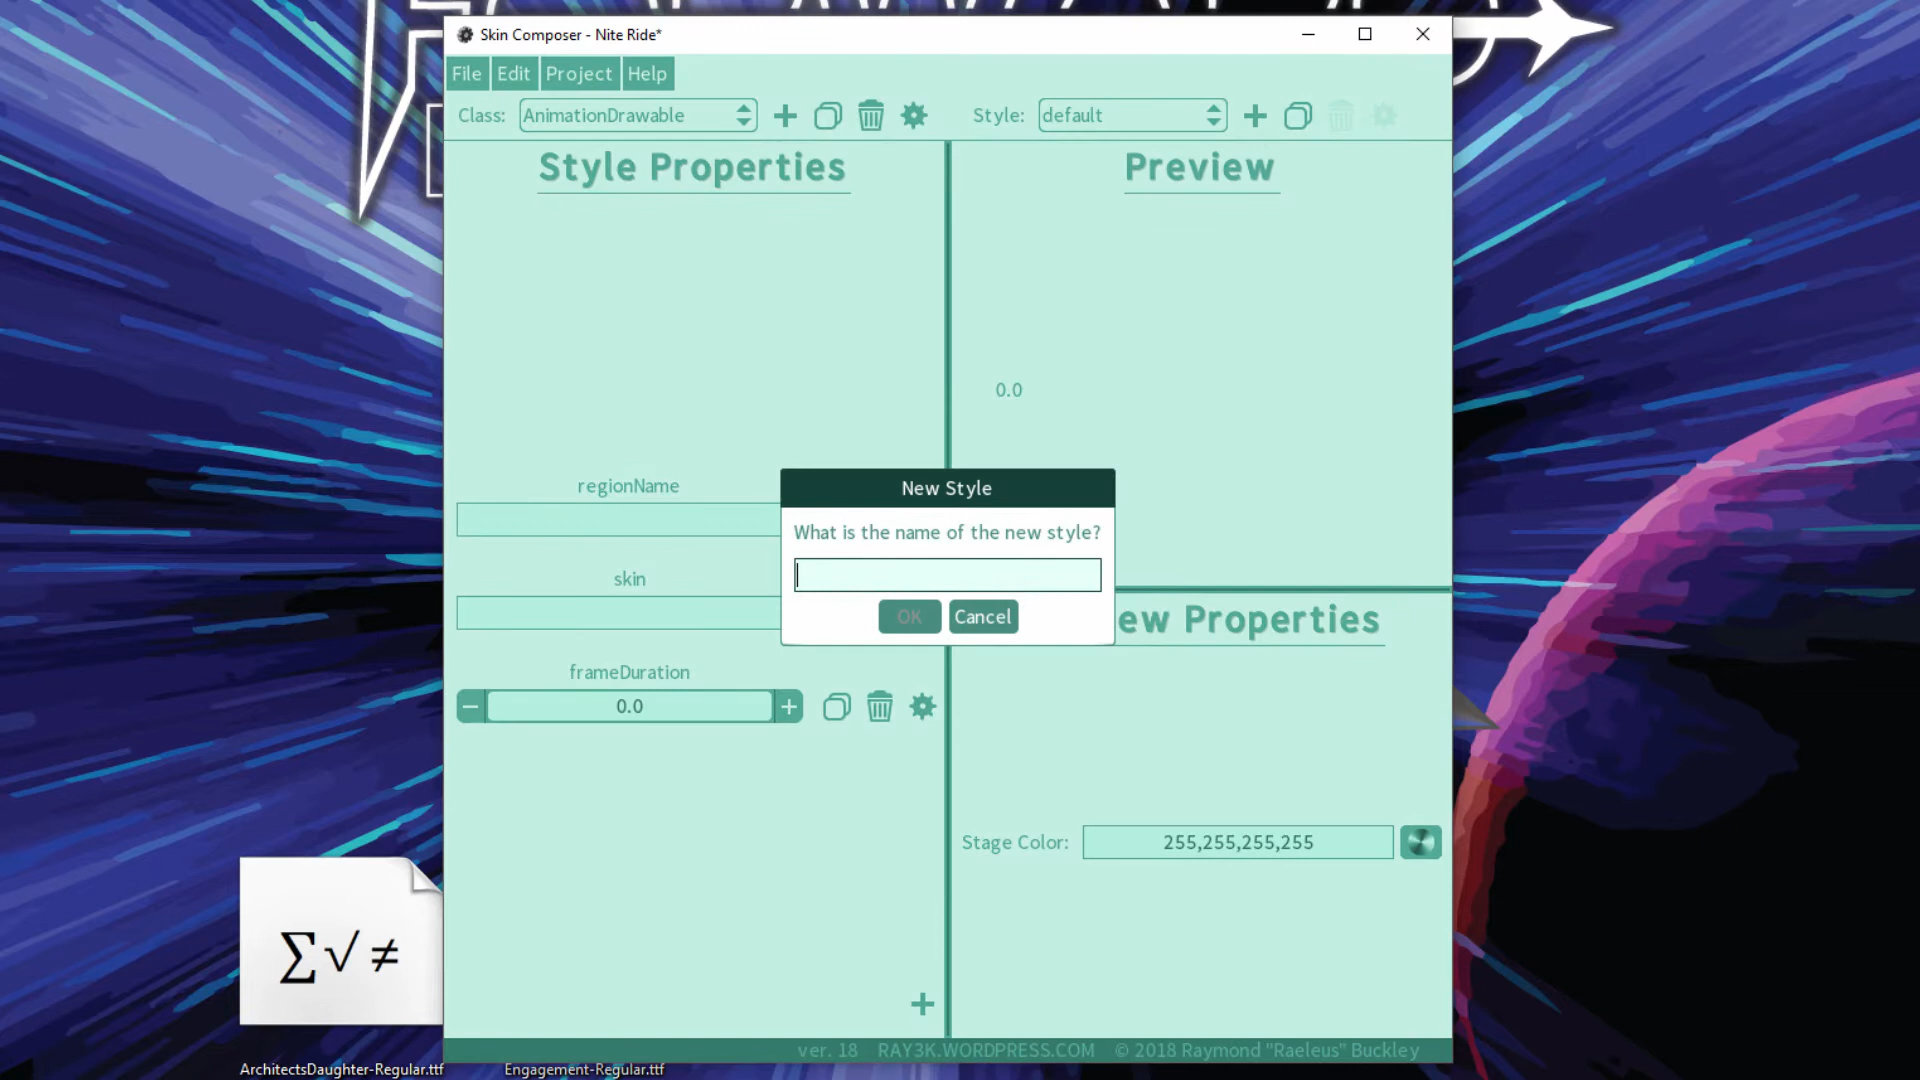 Skin Composer - Nite Ride*
File Edit Project Help
Class: AnimationDrawable
Style: default
Style Properties
Preview
0.0
regionName
New Style
What is the name of the new style?
skin
OK Cancel
ew Properties
frameDuration
0.0
Stage Color: 255,255,255,255
∑√≠
ver. 18 RAY3K.WORDPRESS.COM © 2018 Raymond "Raeleus" Buckley
ArchitectsDaughter-Regular.ttf
Engagement-Regular.ttf